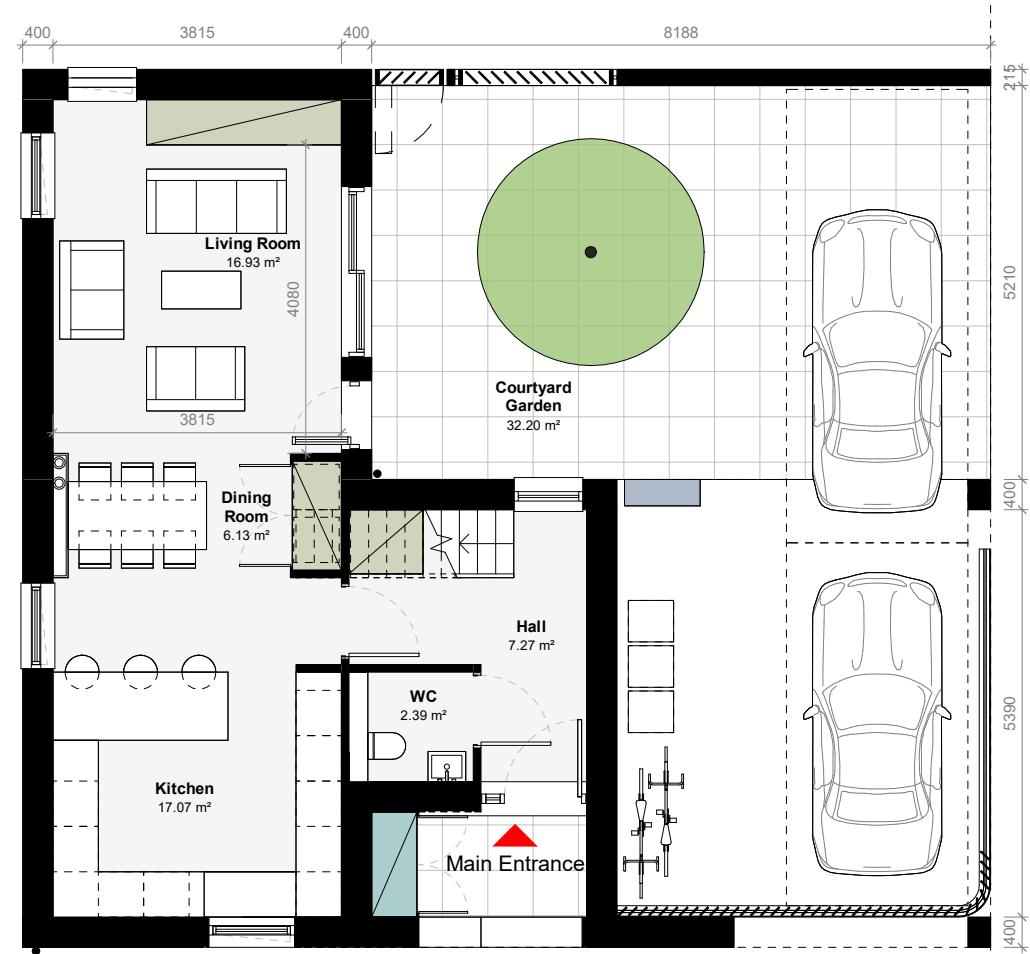 400
3815
400
8188
215
Living Room
16.93 m²
4080
5210
3815
Courtyard
Garden
32.20 m²
Dining
Room
6.13 m²
400
Hall
7.27 m²
WC
2.39 m²
5390
Kitchen
17.07 m²
Main Entrance
400